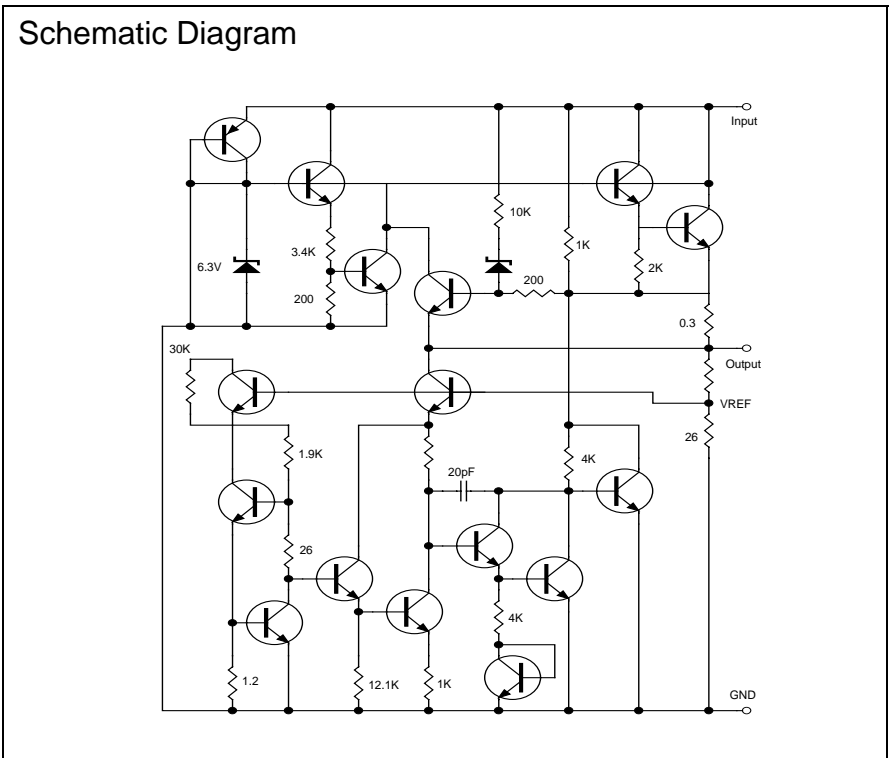 Schematic Diagram
Input
10K
3.4K
1K
6.3V
2K
200
200
0.3
30K
Output
VREF
26
1.9K
4K
20pF
26
4K
1.2
12.1K
1K
GND